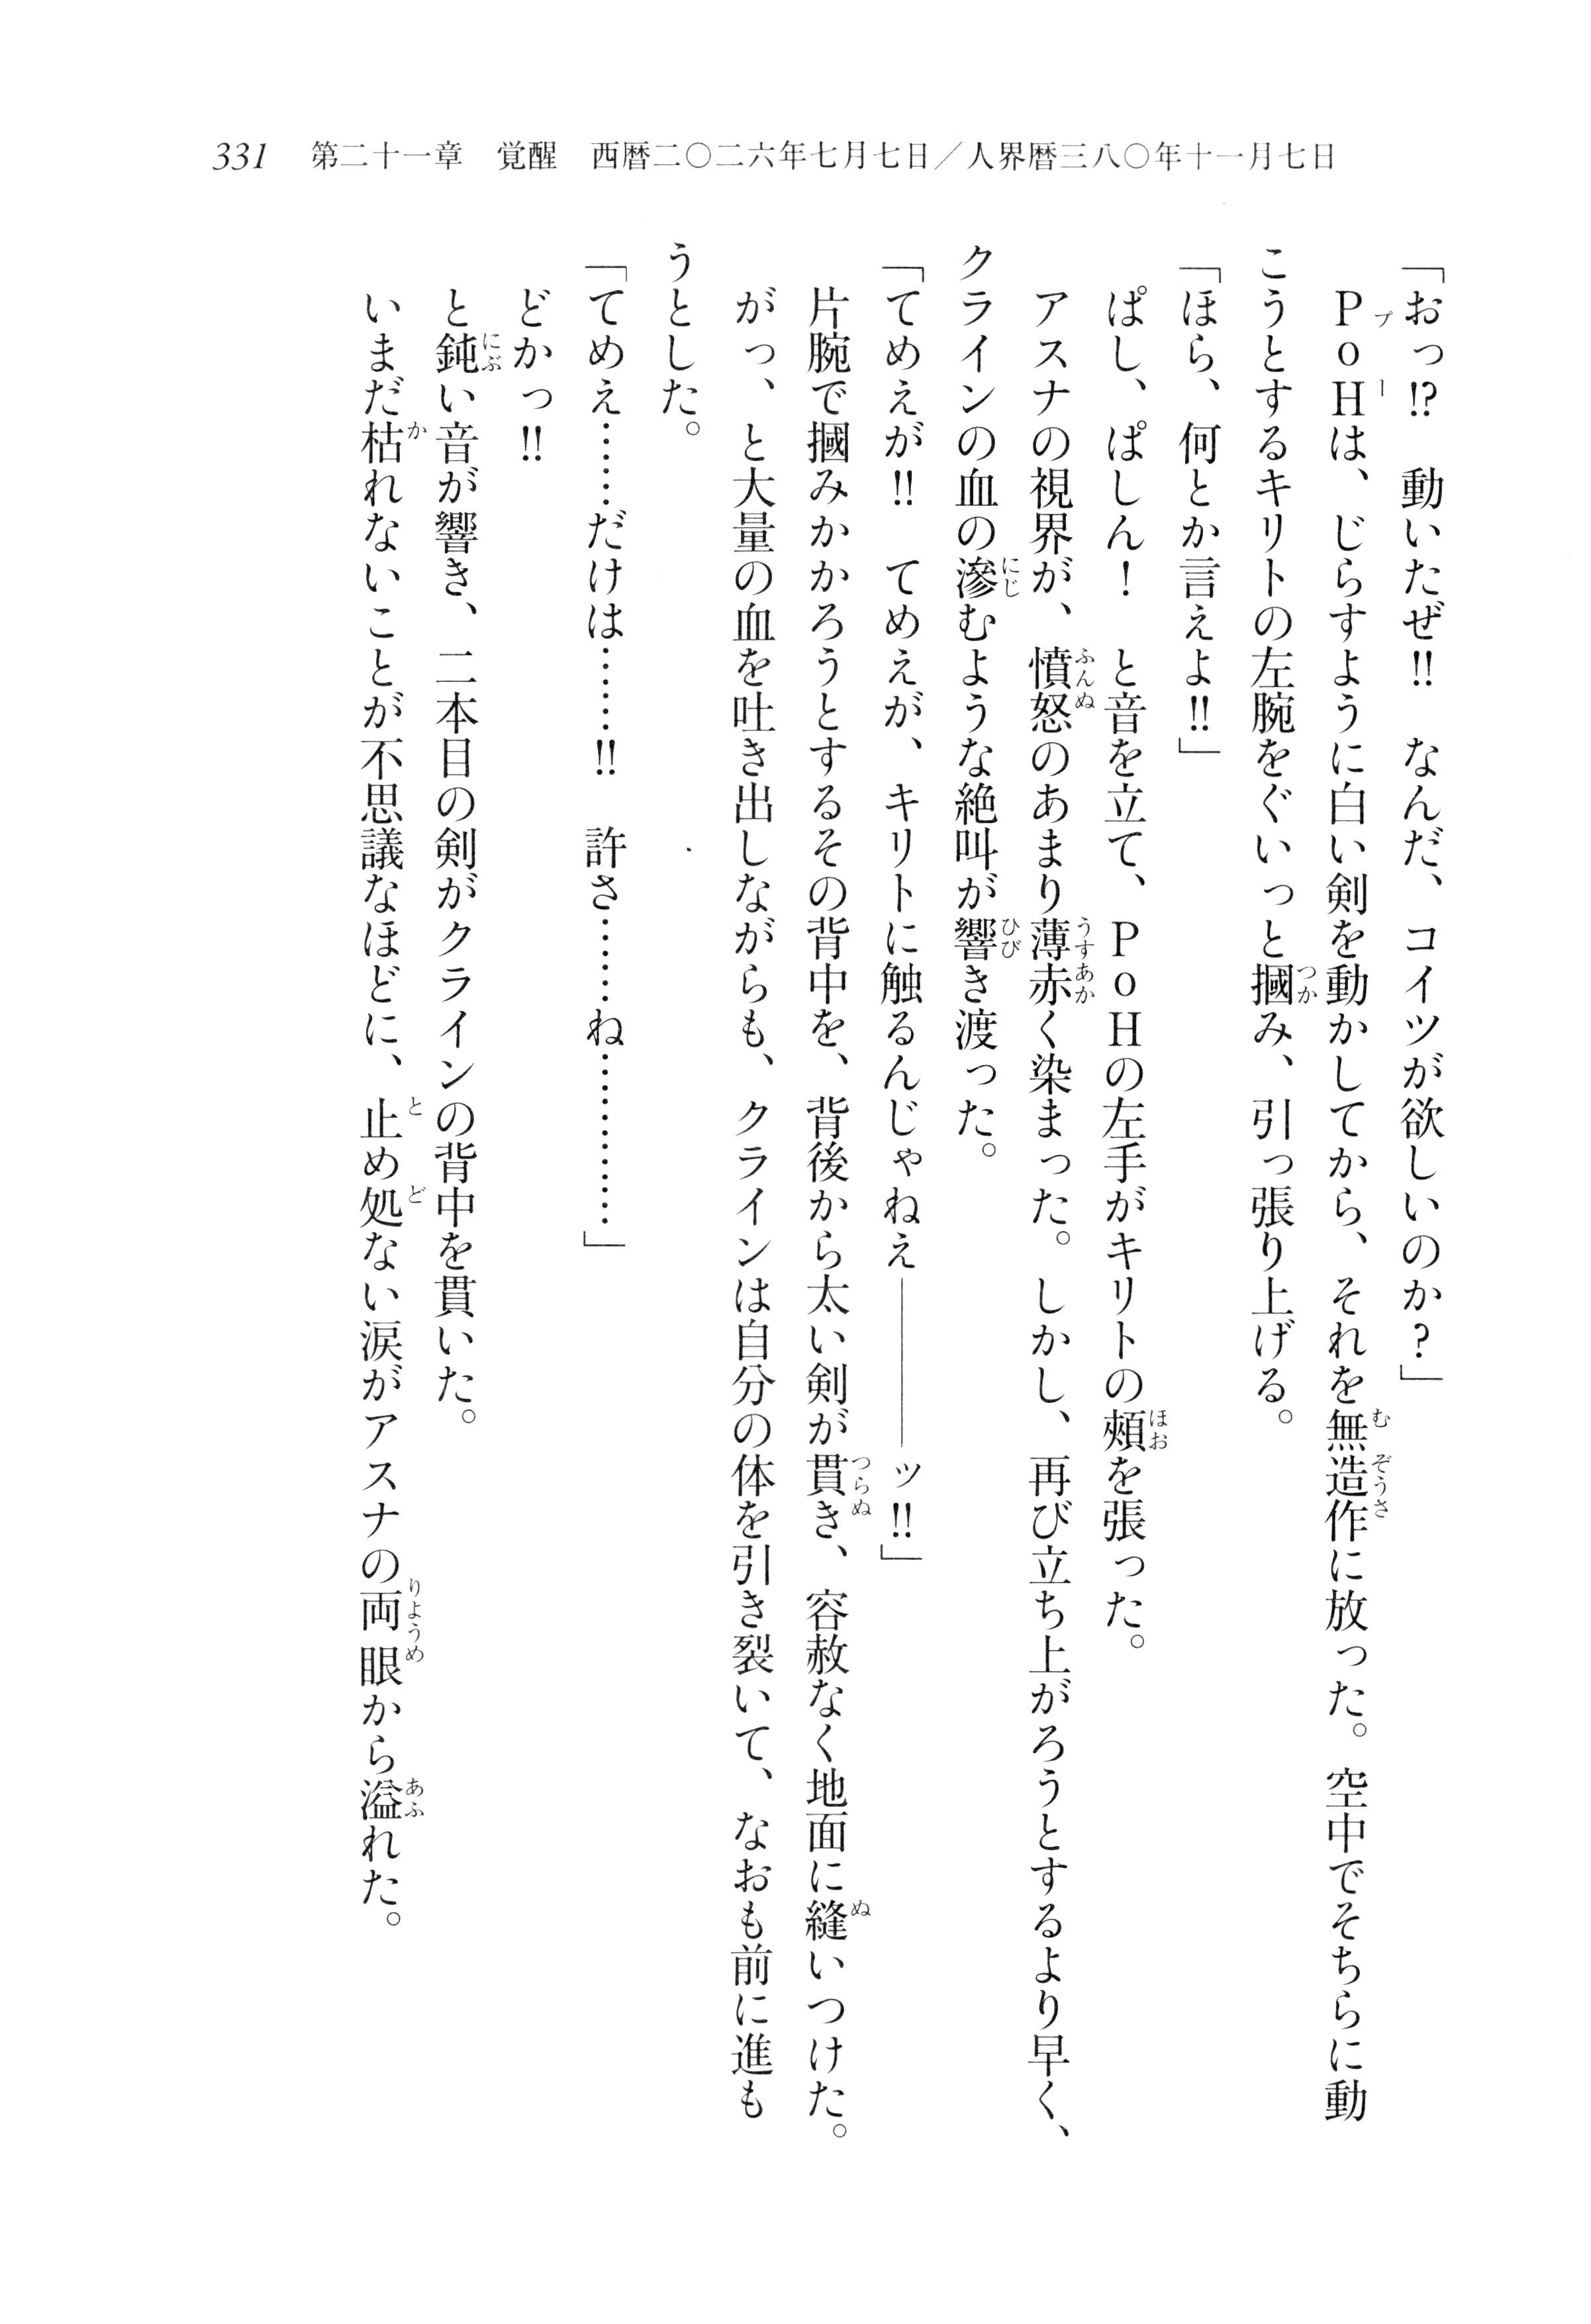 331　第二十一章　覚醒　西暦二〇二六年七月七日／人界暦三八〇年十一月七日
「おっ!?　動いたぜ!!　なんだ、コイツが欲しいのか？」
　ＰｏＨは、じらすように白い剣を動かしてから、それを無造作に放った。空中でそちらに動
こうとするキリトの左腕をぐいっと摑み、引っ張り上げる。
「ほら、何とか言えよ!!」
　ぱし、ぱしん！　と音を立て、ＰｏＨの左手がキリトの頰を張った。
　アスナの視界が、憤怒のあまり薄赤く染まった。しかし、再び立ち上がろうとするより早く、
クラインの血の滲むような絶叫が響き渡った。
「てめえが!!　てめえが、キリトに触るんじゃねえ――――ッ!!」
　片腕で摑みかかろうとするその背中を、背後から太い剣が貫き、容赦なく地面に縫いつけた。
　がっ、と大量の血を吐き出しながらも、クラインは自分の体を引き裂いて、なおも前に進も
うとした。
「てめえ……だけは……!!　許さ……ね…………」
　どかっ!!
　と鈍い音が響き、二本目の剣がクラインの背中を貫いた。
　いまだ枯れないことが不思議なほどに、止め処ない涙がアスナの両眼から溢れた。